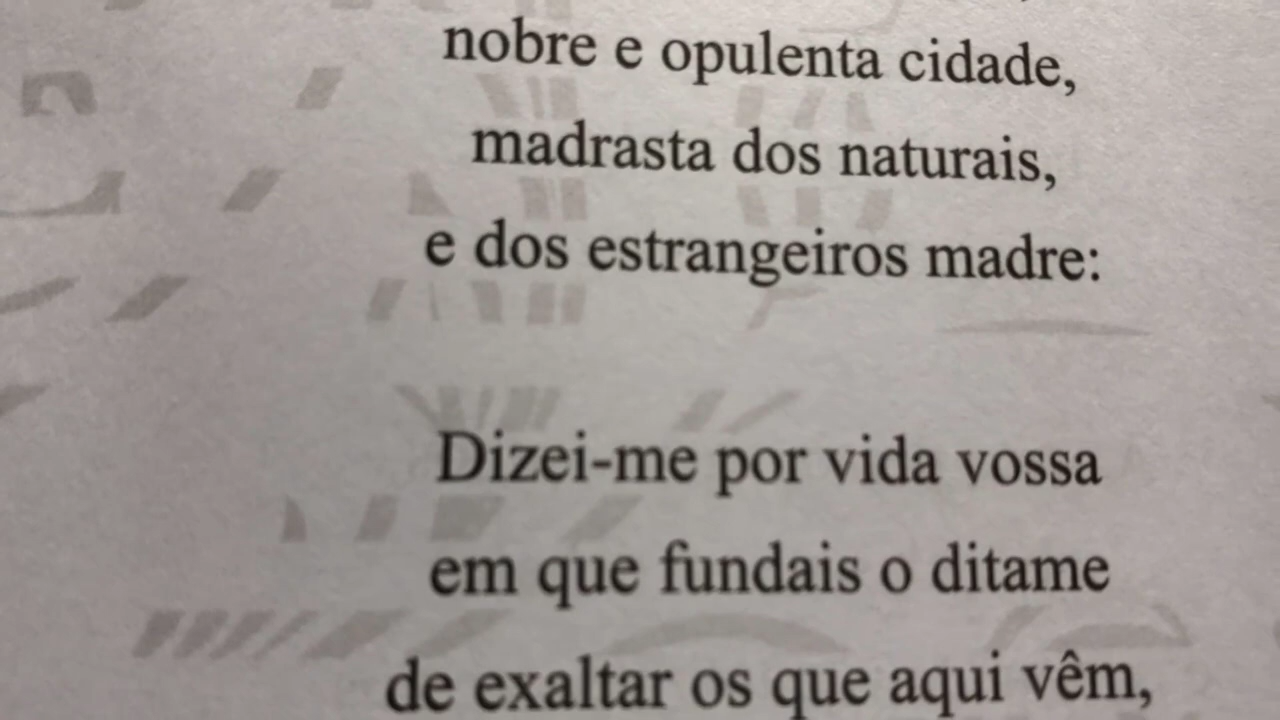 nobre e opulenta cidade,
madrasta dos naturais,
e dos estrangeiros madre:
Dizei-me por vida vossa
em que fundais o ditame
de exaltar os que aqui vêm,